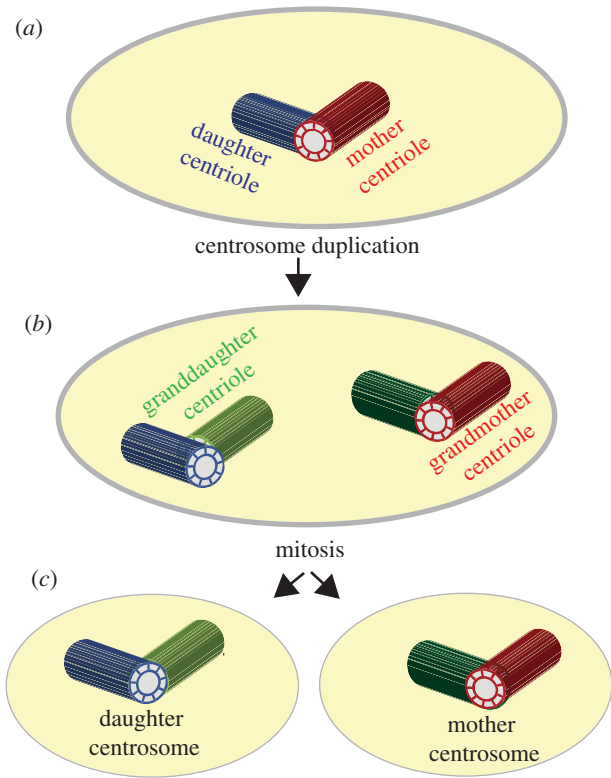 (a)
daughter
centriole
mother
centriole
centrosome duplication
(b)
granddaughter
centriole
grandmother
centriole
mitosis
(c)
daughter
centrosome
mother
centrosome